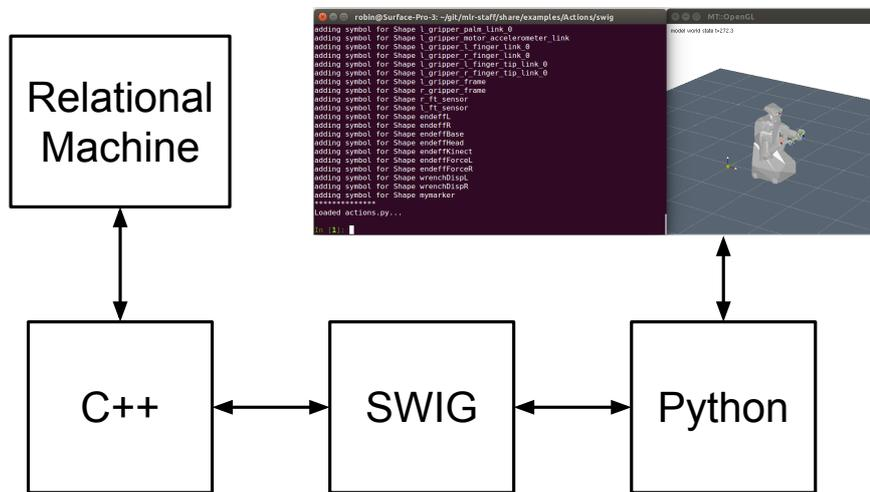 robin@Surface-Pro-3: ~/git/mlr-staff/share/examples/Actions/swig
adding symbol for Shape l_gripper_palm_link_0
adding symbol for Shape l_gripper_motor_accelerometer_link
adding symbol for Shape l_gripper_l_finger_link_0
adding symbol for Shape l_gripper_r_finger_link_0
adding symbol for Shape l_gripper_l_finger_tip_link_0
adding symbol for Shape l_gripper_r_finger_tip_link_0
adding symbol for Shape l_gripper_frame
adding symbol for Shape r_gripper_frame
adding symbol for Shape r_ft_sensor
adding symbol for Shape l_ft_sensor
adding symbol for Shape endeffL
adding symbol for Shape endeffR
adding symbol for Shape endeffBase
adding symbol for Shape endeffHead
adding symbol for Shape endeffKinect
adding symbol for Shape endeffForceL
adding symbol for Shape endeffForceR
adding symbol for Shape wrenchDispL
adding symbol for Shape wrenchDispR
adding symbol for Shape mymarker
**************
Loaded actions.py...
In [1]:
MT::OpenGL
model world state t=272.3
Relational
Machine
C++
SWIG
Python